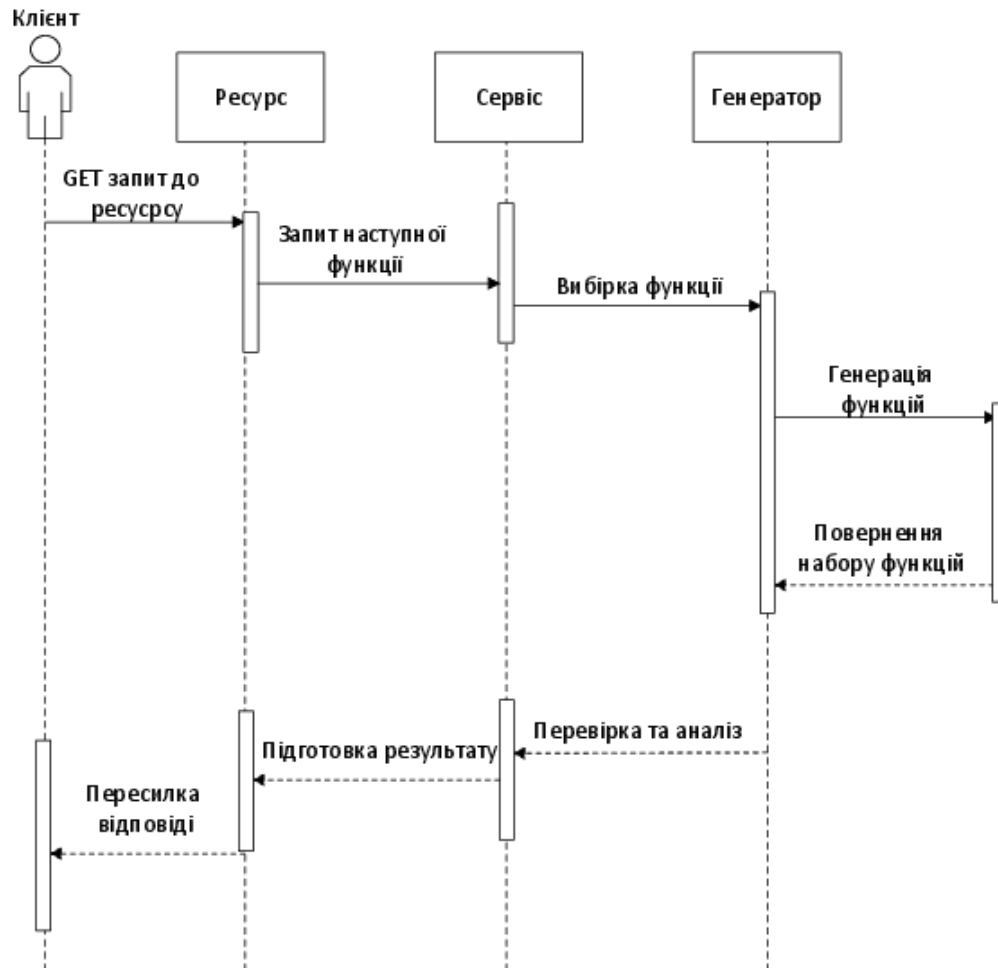 Клієнт
Ресурс
Сервіс
Генератор
GET запит до
ресусрсу
Запит наступної
функції
Вибірка функції
Генерація
функцій
Повернення
набору функцій
Перевірка та аналіз
Підготовка результату
Пересилка
відповіді